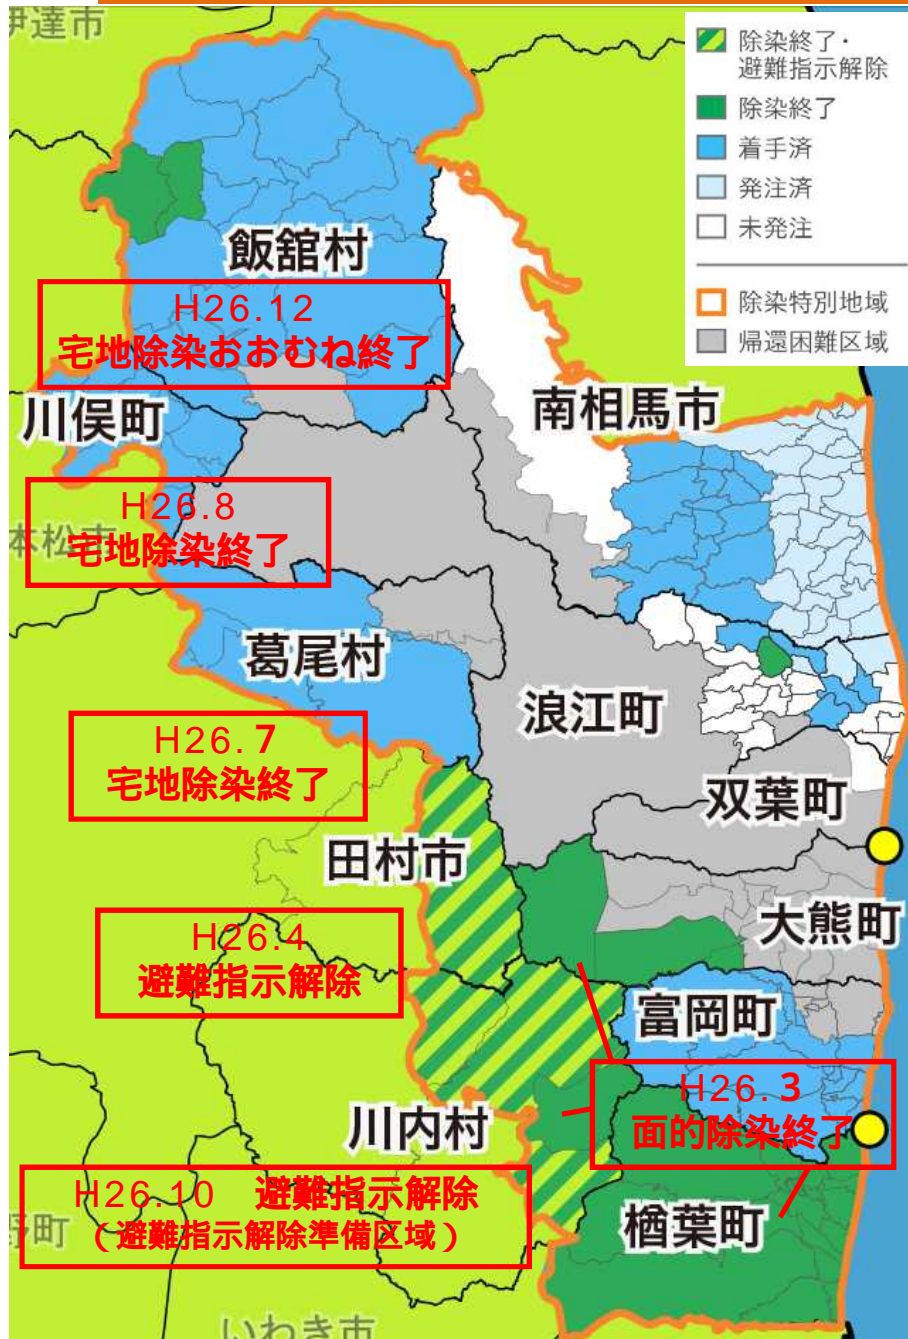 伊達市
除染終了・
避難指示解除
除染終了
着手済
発注済
未発注
除染特別地域
帰還困難区域
飯舘村
H26.12
宅地除染おおむね終了
南相馬市
川俣町
H26.8
宅地除染終了
本松市
葛尾村
浪江町
H26.7
宅地除染終了
双葉町
田村市
大熊町
H26.4
避難指示解除
富岡町
H26.3
面的除染終了
川内村
H26.10 避難指示解除
(避難指示解除準備区域)
楢葉町
野町
いわき市